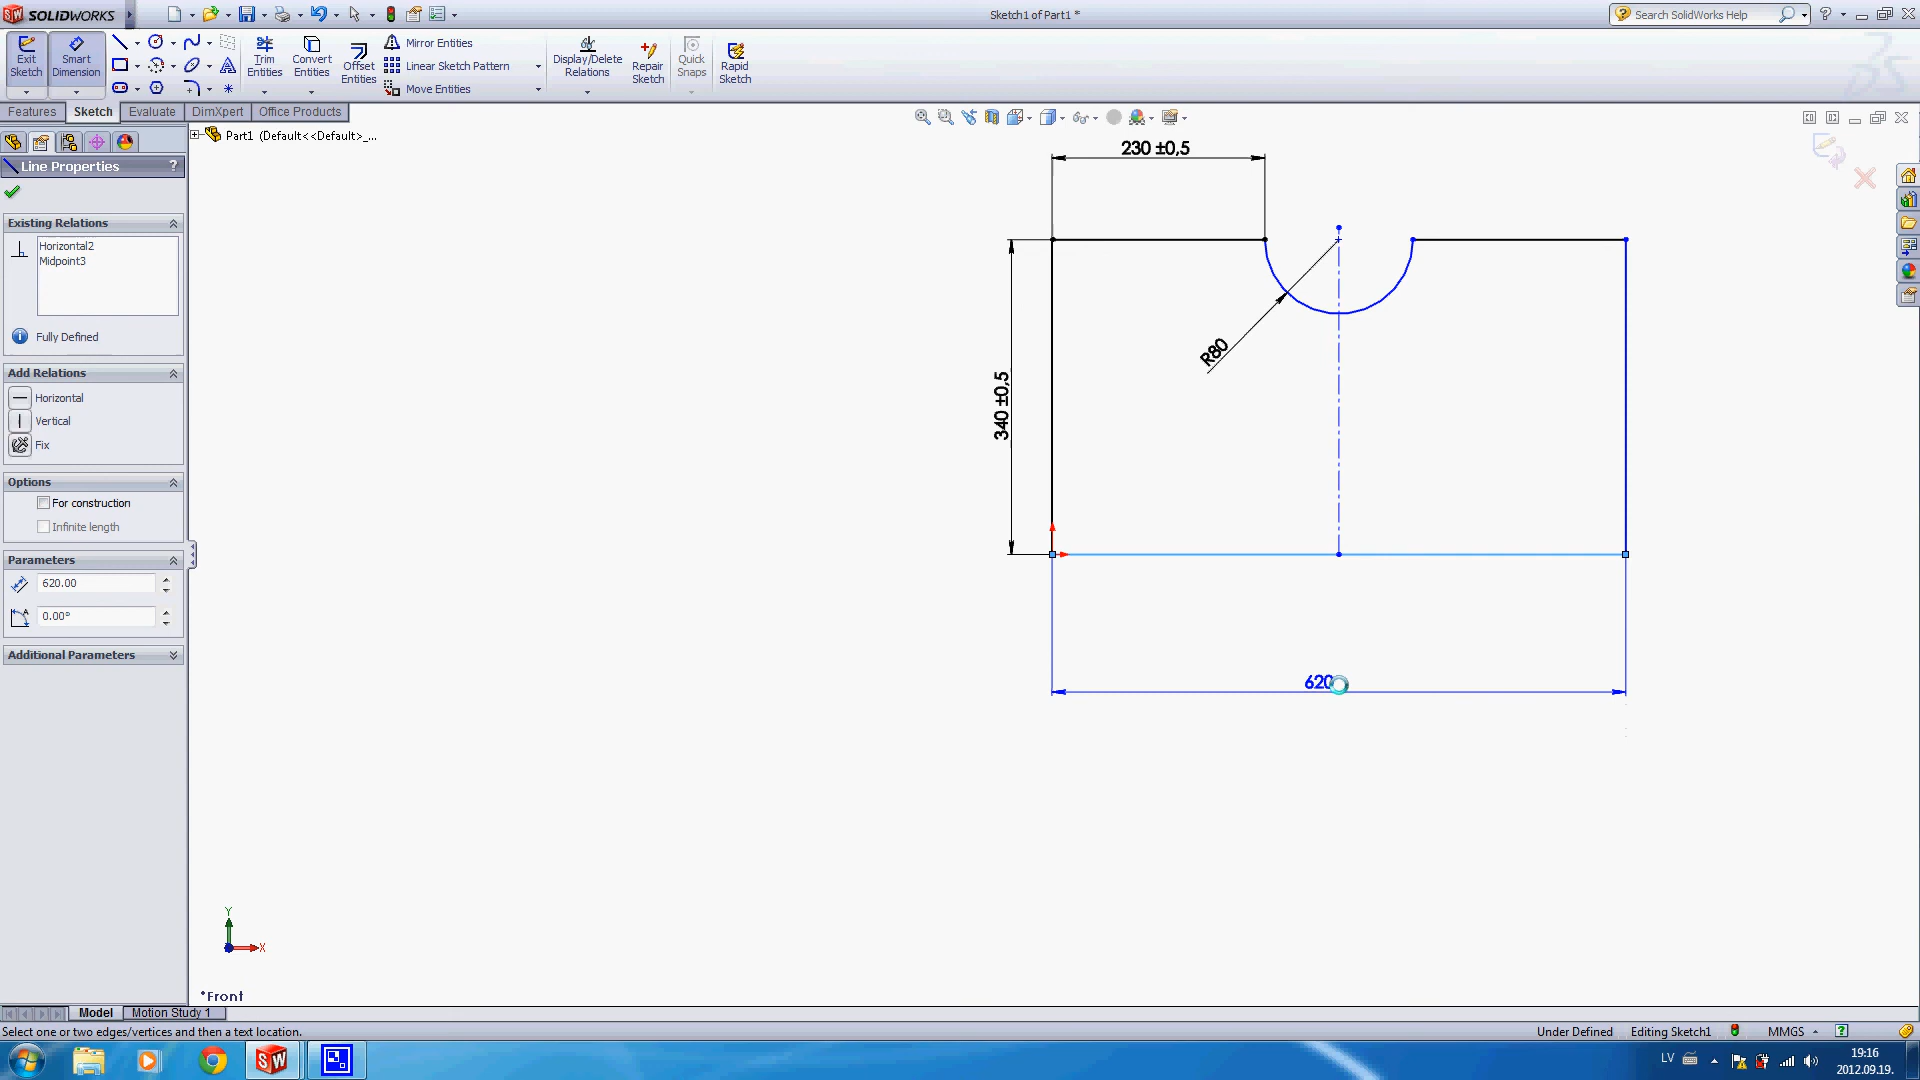 SOLIDWORKS
Sketch1 of Part1 *
Search SolidWorks Help
Exit Sketch
Smart Dimension
Trim Entities
Convert Entities
Offset Entities
Mirror Entities
Linear Sketch Pattern
Move Entities
Display/Delete Relations
Repair Sketch
Quick Snaps
Rapid Sketch
Features
Sketch
Evaluate
DimXpert
Office Products
Part1 (Default<<Default>_...
Line Properties
?
Existing Relations
Horizontal2
Midpoint3
Fully Defined
Add Relations
Horizontal
Vertical
Fix
Options
For construction
Infinite length
Parameters
620.00
0.00°
Additional Parameters
230 ±0,5
340 ±0,5
R80
620
Y
X
*Front
Model
Motion Study 1
Select one or two edges/vertices and then a text location.
Under Defined
Editing Sketch1
MMGS
LV
19:16
2012.09.19.